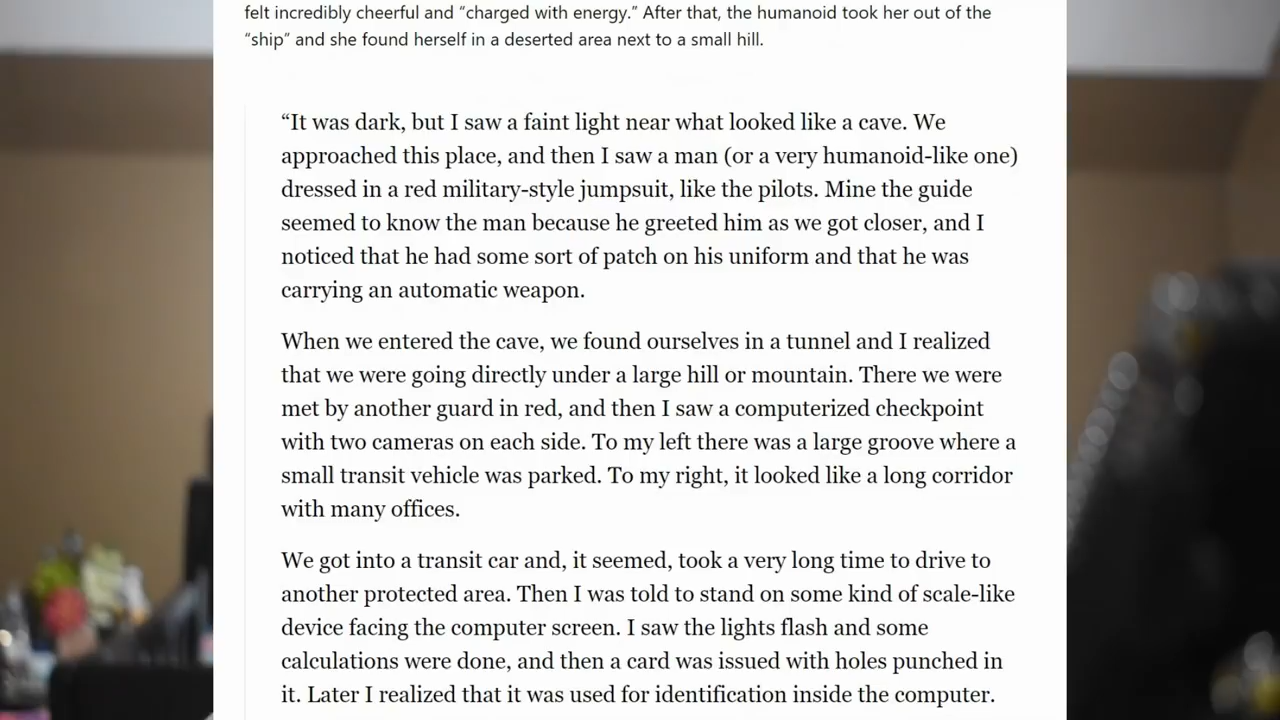 felt incredibly cheerful and “charged with energy.” After that, the humanoid took her out of the
“ship” and she found herself in a deserted area next to a small hill.
“It was dark, but I saw a faint light near what looked like a cave. We
approached this place, and then I saw a man (or a very humanoid-like one)
dressed in a red military-style jumpsuit, like the pilots. Mine the guide
seemed to know the man because he greeted him as we got closer, and I
noticed that he had some sort of patch on his uniform and that he was
carrying an automatic weapon.
When we entered the cave, we found ourselves in a tunnel and I realized
that we were going directly under a large hill or mountain. There we were
met by another guard in red, and then I saw a computerized checkpoint
with two cameras on each side. To my left there was a large groove where a
small transit vehicle was parked. To my right, it looked like a long corridor
with many offices.
We got into a transit car and, it seemed, took a very long time to drive to
another protected area. Then I was told to stand on some kind of scale-like
device facing the computer screen. I saw the lights flash and some
calculations were done, and then a card was issued with holes punched in
it. Later I realized that it was used for identification inside the computer.